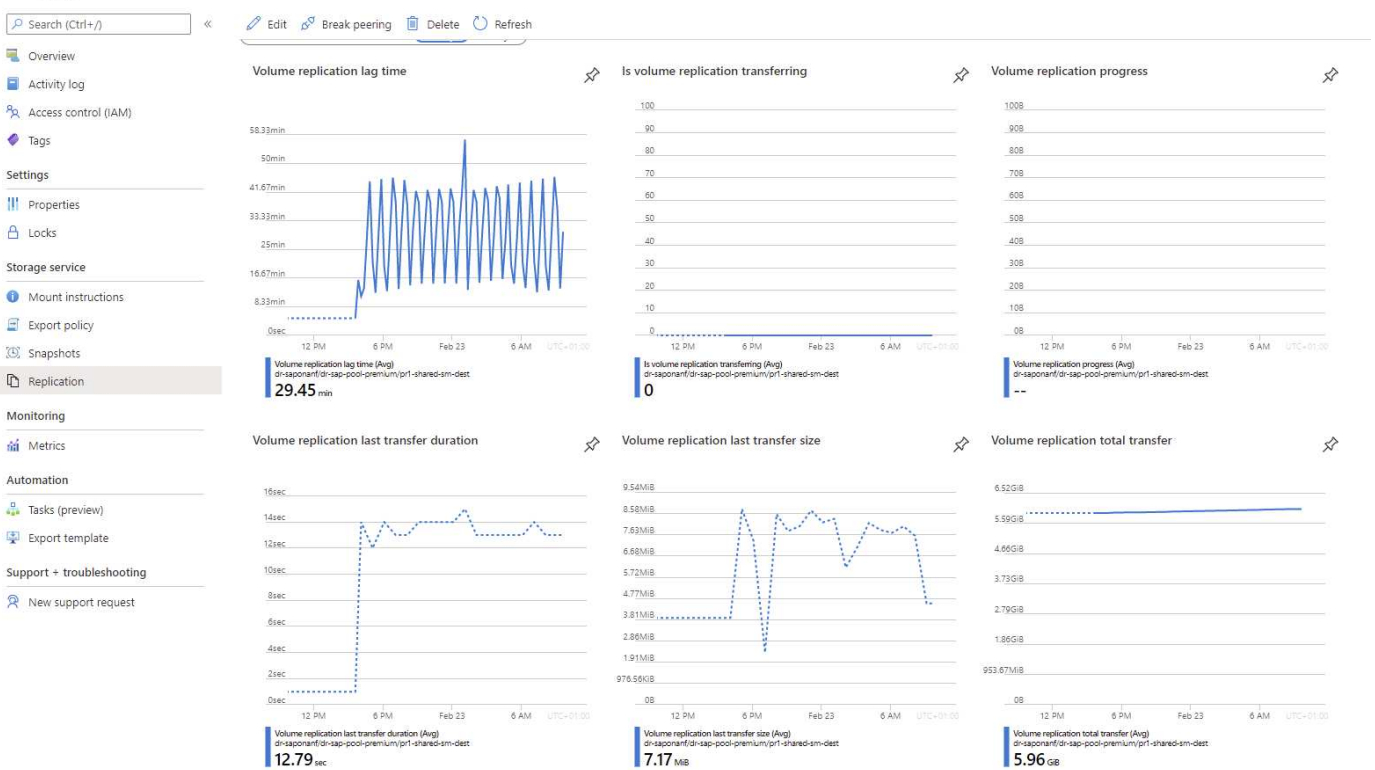 Search (Ctrl+/)
«
Edit
Break peering
Delete
Refresh
Overview
Activity log
Access control (IAM)
Tags
Settings
Properties
Locks
Storage service
Mount instructions
Export policy
Snapshots
Replication
Monitoring
Metrics
Automation
Tasks (preview)
Export template
Support + troubleshooting
New support request
Volume replication lag time
58.33min
50min
41.67min
33.33min
25min
16.67min
8.33min
0sec
12 PM 6 PM Feb 23 6 AM UTC+01:00
Volume replication lag time (Avg)
dr-saponanf/dr-sap-pool-premium/pr1-shared-sm-dest
29.45 min
Is volume replication transferring
100
90
80
70
60
50
40
30
20
10
0
12 PM 6 PM Feb 23 6 AM UTC+01:00
Is volume replication transferring (Avg)
dr-saponanf/dr-sap-pool-premium/pr1-shared-sm-dest
0
Volume replication progress
100B
90B
80B
70B
60B
50B
40B
30B
20B
10B
0B
12 PM 6 PM Feb 23 6 AM UTC+01:00
Volume replication progress (Avg)
dr-saponanf/dr-sap-pool-premium/pr1-shared-sm-dest
--
Volume replication last transfer duration
16sec
14sec
12sec
10sec
8sec
6sec
4sec
2sec
0sec
12 PM 6 PM Feb 23 6 AM UTC+01:00
Volume replication last transfer duration (Avg)
dr-saponanf/dr-sap-pool-premium/pr1-shared-sm-dest
12.79 sec
Volume replication last transfer size
9.54MiB
8.58MiB
7.63MiB
6.68MiB
5.72MiB
4.77MiB
3.81MiB
2.86MiB
1.91MiB
976.56KiB
0B
12 PM 6 PM Feb 23 6 AM UTC+01:00
Volume replication last transfer size (Avg)
dr-saponanf/dr-sap-pool-premium/pr1-shared-sm-dest
7.17 MiB
Volume replication total transfer
6.52GiB
5.59GiB
4.66GiB
3.73GiB
2.79GiB
1.86GiB
953.67MiB
0B
12 PM 6 PM Feb 23 6 AM UTC+01:00
Volume replication total transfer (Avg)
dr-saponanf/dr-sap-pool-premium/pr1-shared-sm-dest
5.96 GiB